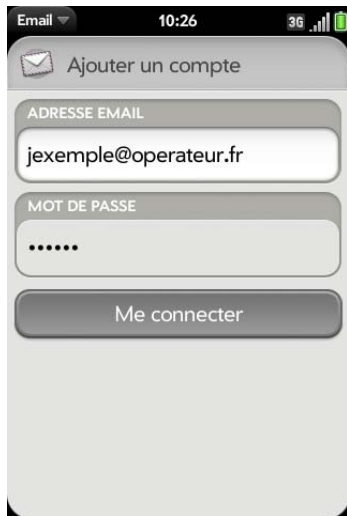 Email 10:26 3G
Ajouter un compte
ADRESSE EMAIL
jexemple@operateur.fr
MOT DE PASSE
••••••
Me connecter